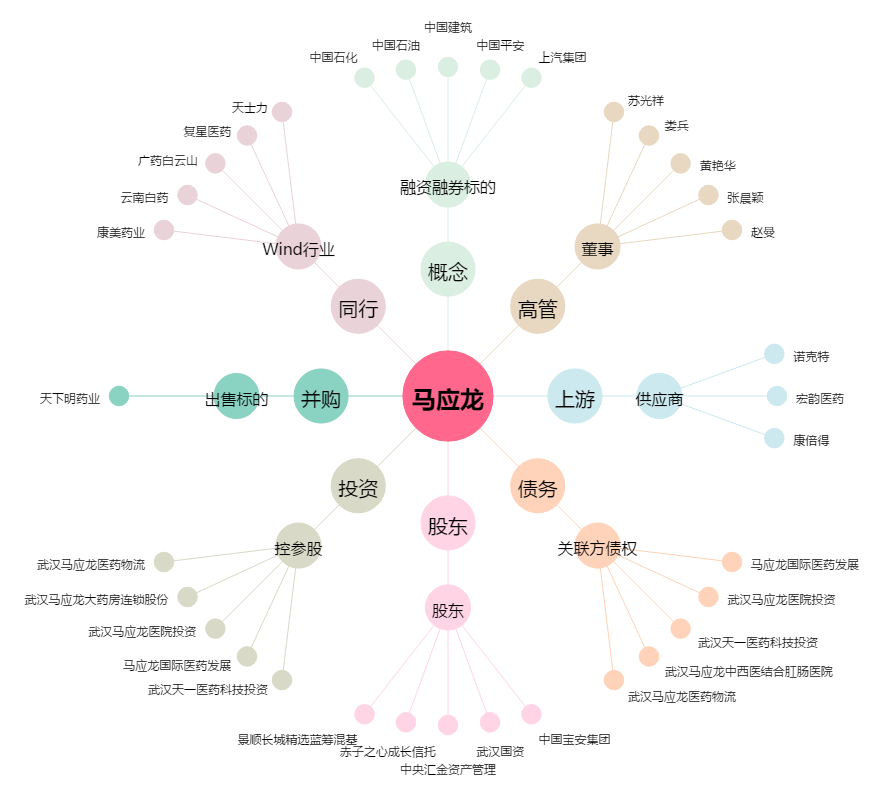 中国建筑
中国石油
中国平安
中国石化
上汽集团
天士力
苏光祥
复星医药
娄兵
广药白云山
黄艳华
融资融券标的
云南白药
张晨颖
康美药业
赵曼
Wind行业
董事
概念
同行
高管
诺克特
天下明药业
出售标的
并购
马应龙
上游
供应商
宏韵医药
康倍得
投资
债务
股东
控参股
关联方债权
武汉马应龙医药物流
马应龙国际医药发展
武汉马应龙大药房连锁股份
武汉马应龙医院投资
股东
武汉马应龙医院投资
武汉天一医药科技投资
马应龙国际医药发展
武汉马应龙中西医结合肛肠医院
武汉天一医药科技投资
武汉马应龙医药物流
景顺长城精选蓝筹混基
中国宝安集团
赤子之心成长信托
武汉国资
中央汇金资产管理